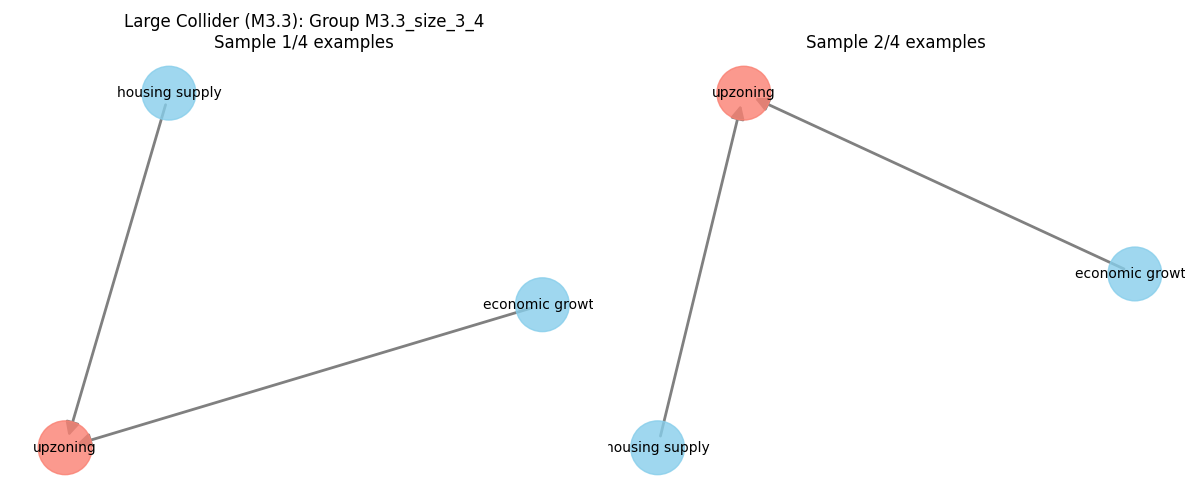 Large Collider (M3.3): Group M3.3_size_3_4
Sample 1/4 examples
housing supply
economic growt
upzoning
Sample 2/4 examples
upzoning
economic growt
housing supply